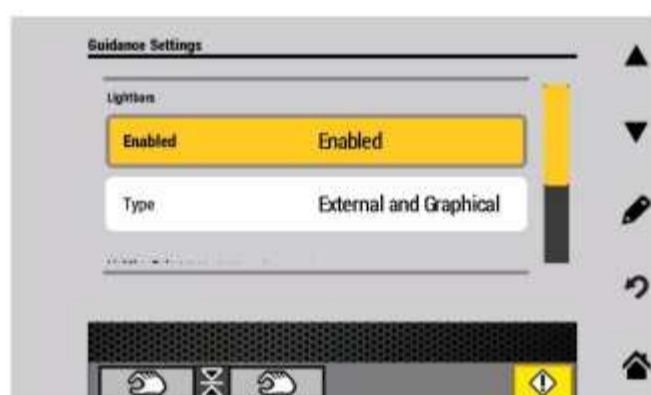 Guidance Settings
Lightbars
Enabled Enabled
Type External and Graphical